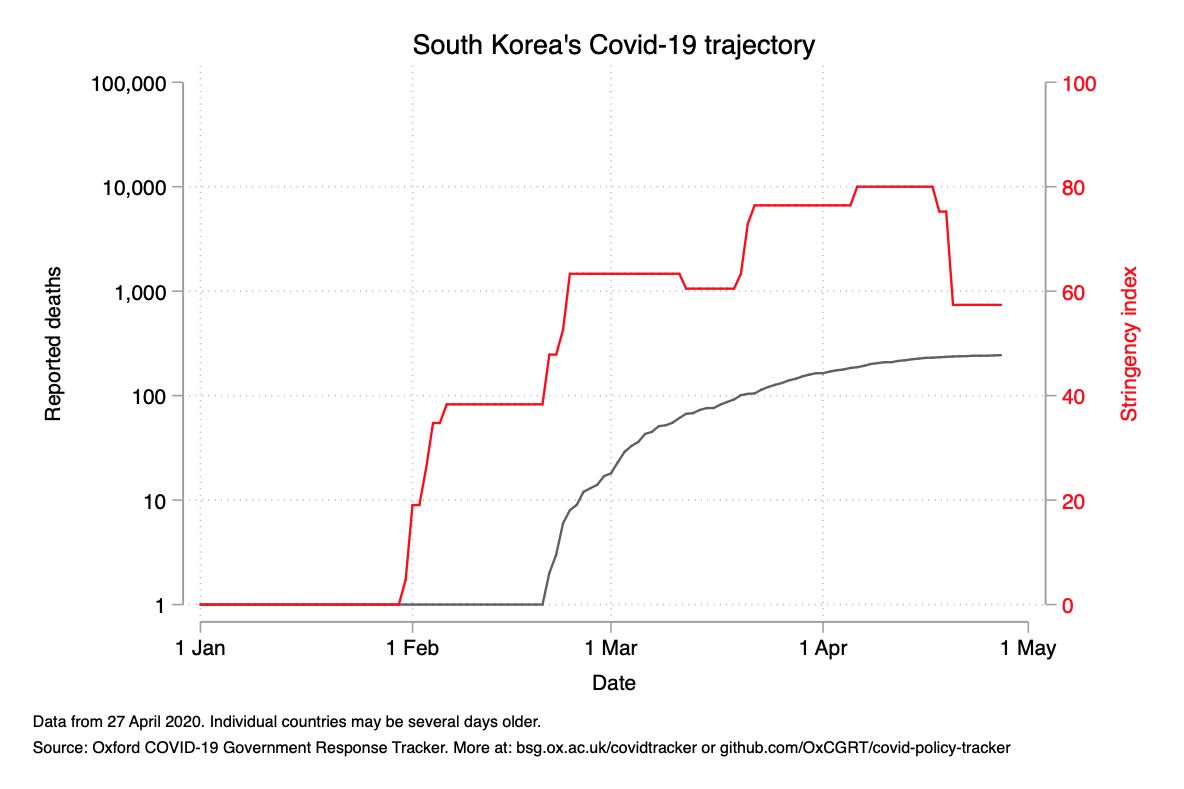 South Korea's Covid-19 trajectory
100,000
10,000
1,000
100
10
1
Reported deaths
100
80
60
40
20
0
Stringency index
1 Jan
1 Feb
1 Mar
1 Apr
1 May
Date
Data from 27 April 2020. Individual countries may be several days older.
Source: Oxford COVID-19 Government Response Tracker. More at: bsg.ox.ac.uk/covidtracker or github.com/OxCGRT/covid-policy-tracker